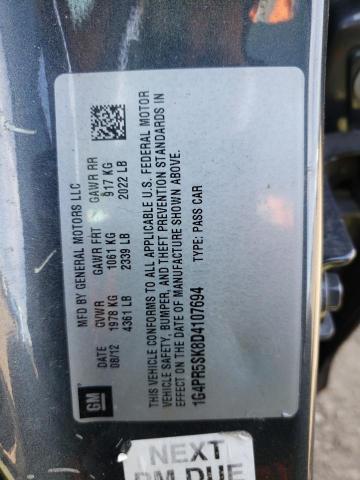 MFD BY GENERAL MOTORS LLC
DATE GVWR GAWR FRT GAWR RR
08/12 1978 KG 1061 KG 917 KG
4361 LB 2339 LB 2022 LB
THIS VEHICLE CONFORMS TO ALL APPLICABLE U.S. FEDERAL MOTOR
VEHICLE SAFETY, BUMPER, AND THEFT PREVENTION STANDARDS IN
EFFECT ON THE DATE OF MANUFACTURE SHOWN ABOVE.
1G4PR5SK8D4107694 TYPE: PASS CAR
GM
NEXT
PM DUE